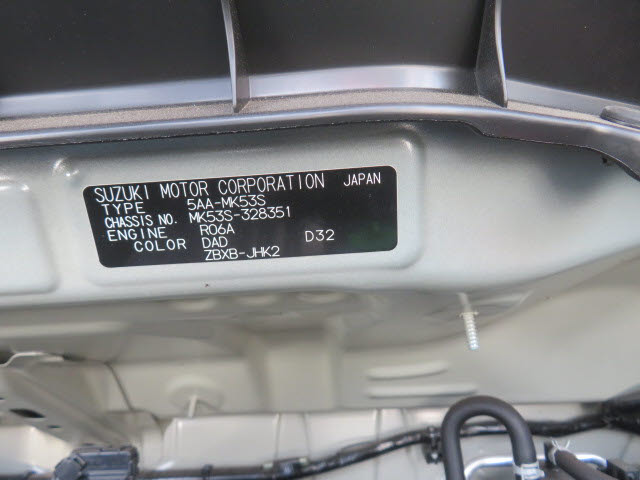 SUZUKI MOTOR CORPORATION JAPAN
TYPE 5AA-MK53S
CHASSIS NO. MK53S-328351
ENGINE R06A
COLOR DAD D32
ZBXB-JHK2